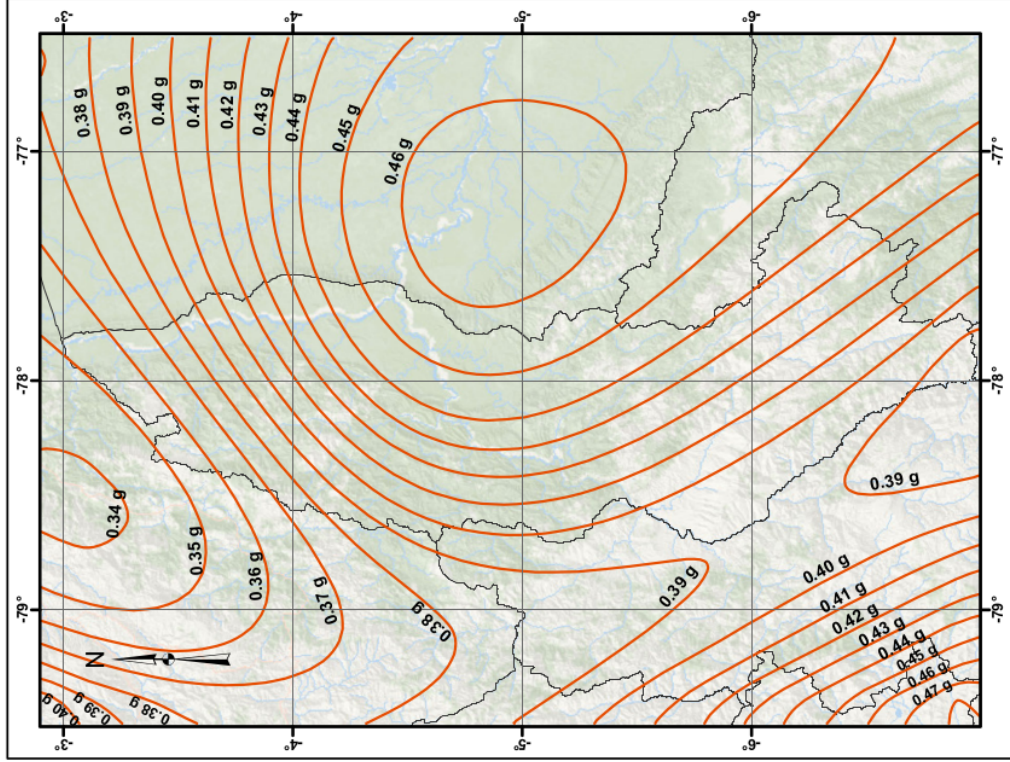 -3°
-4°
-5°
-6°
-77°
-77°
-78°
-78°
-79°
-79°
0.38 g
0.39 g
0.40 g
0.41 g
0.42 g
0.43 g
0.44 g
0.45 g
0.46 g
0.34 g
0.35 g
0.36 g
0.37 g
0.38 g
0.39 g
0.39 g
0.40 g
0.41 g
0.42 g
0.43 g
0.44 g
0.45 g
0.46 g
0.47 g
N
0.40 g
0.39 g
0.38 g
-3°
-4°
-5°
-6°